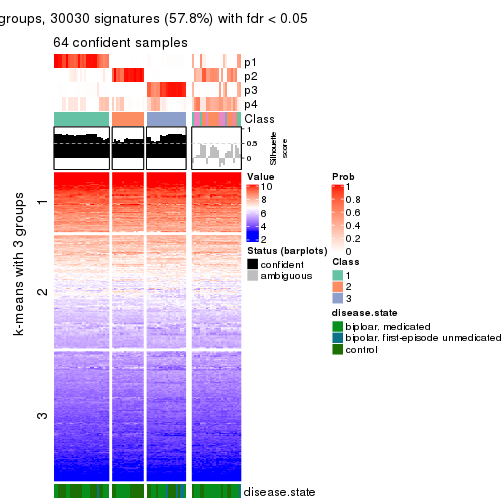 groups, 30030 signatures (57.8%) with fdr < 0.05
64 confident samples
p1
p2
p3
p4
Class
1
0.5
0
Silhouette
score
k-means with 3 groups
1
2
3
Value
10
8
6
4
2
Status (barplots)
confident
ambiguous
Prob
1
0.8
0.6
0.4
0.2
0
Class
1
2
3
disease.state
bipolar. medicated
bipolar. first-episode unmedicated
control
disease.state